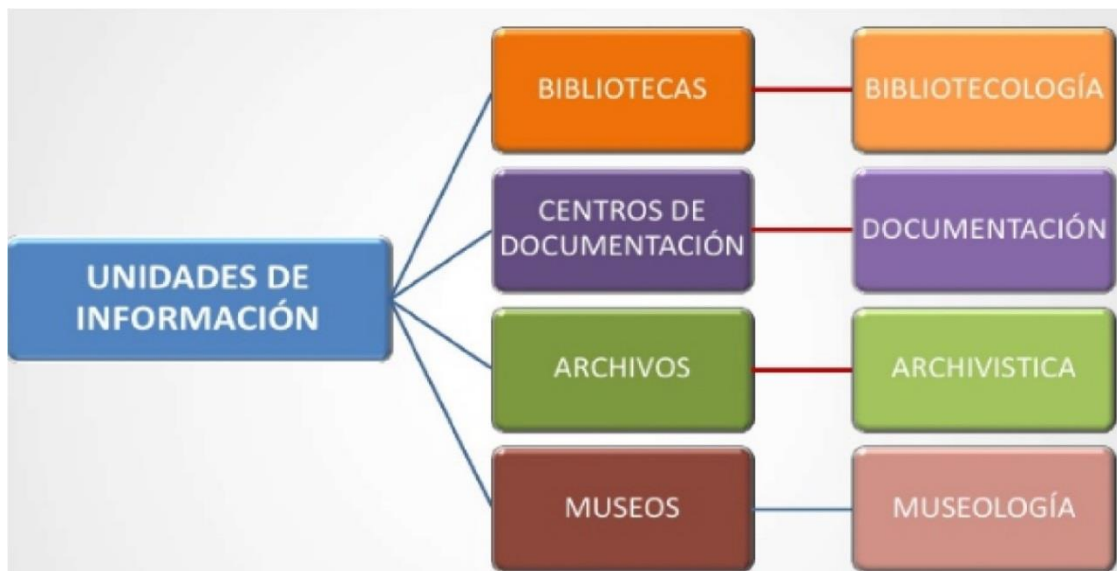 BIBLIOTECAS
BIBLIOTECOLOGÍA
CENTROS DE
DOCUMENTACIÓN
DOCUMENTACIÓN
UNIDADES DE
INFORMACIÓN
ARCHIVOS
ARCHIVISTICA
MUSEOS
MUSEOLOGÍA